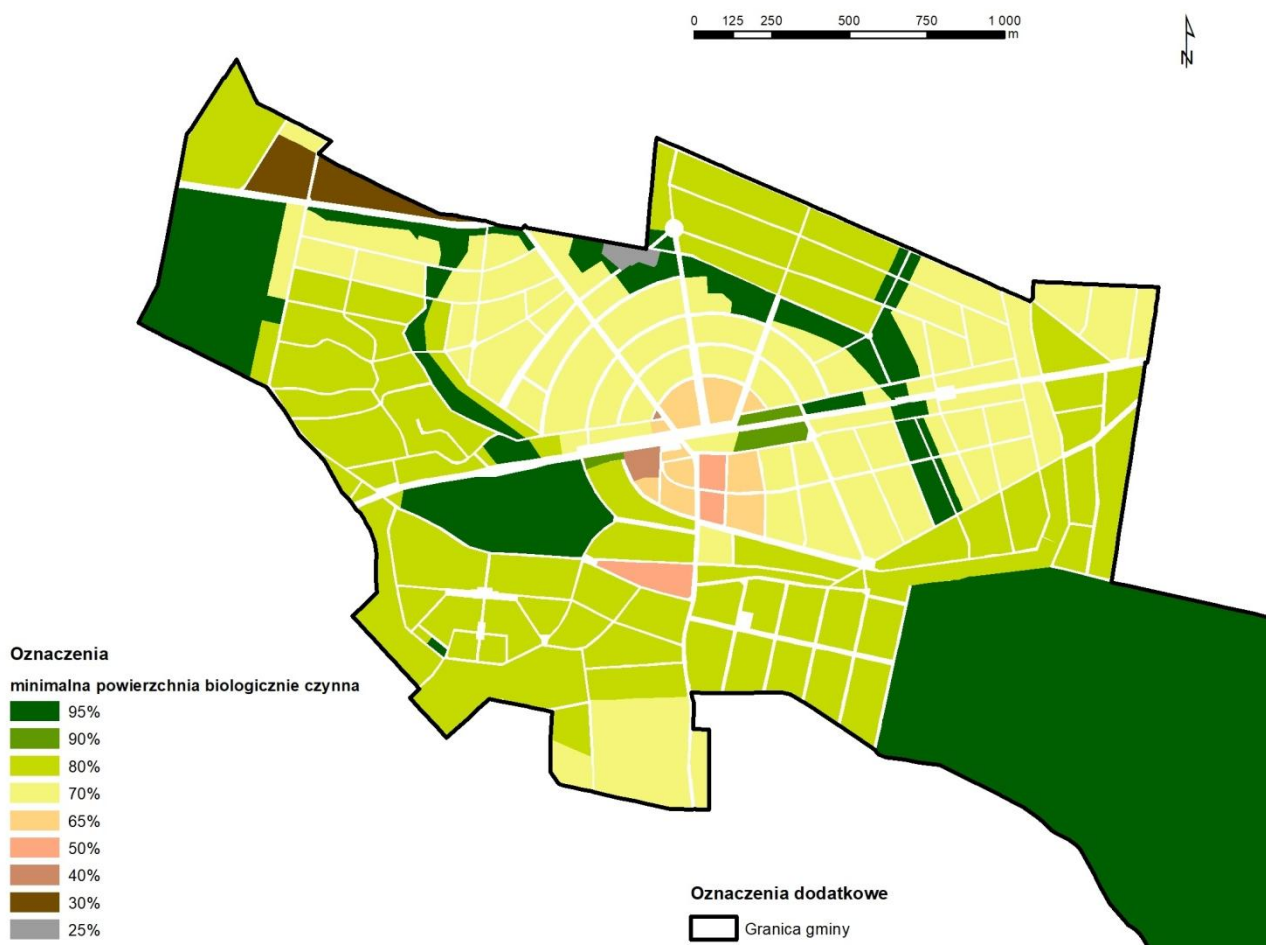 0 125 250 500 750 1 000
m
N
Oznaczenia
minimalna powierzchnia biologicznie czynna
95%
90%
80%
70%
65%
50%
40%
30%
25%
Oznaczenia dodatkowe
Granica gminy